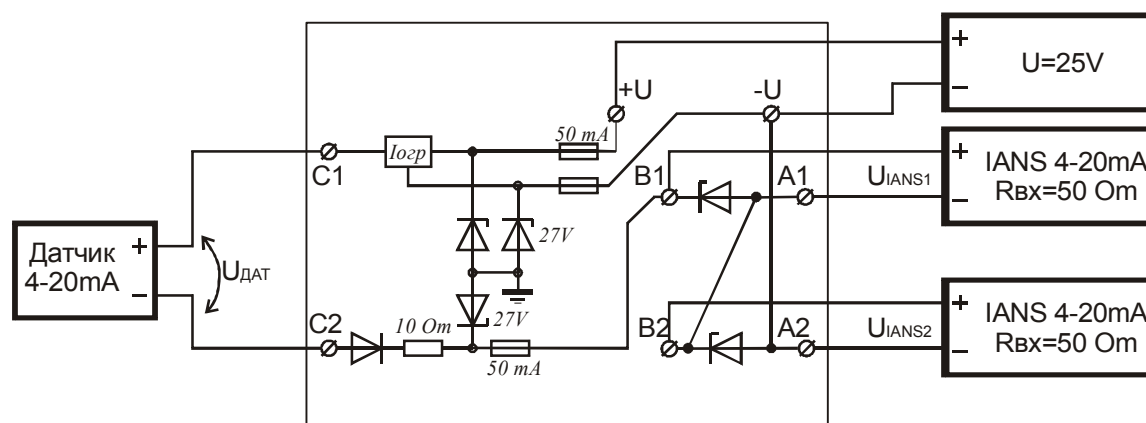 +
U=25V
−
+U
-U
50 mA
Iогр
C1
B1
A1
UIANS1
+
IANS 4-20mA
Rвх=50 Om
−
27V
Датчик
4-20mA
+
−
UДАТ
27V
C2
10 Om
50 mA
B2
A2
UIANS2
+
IANS 4-20mA
Rвх=50 Om
−